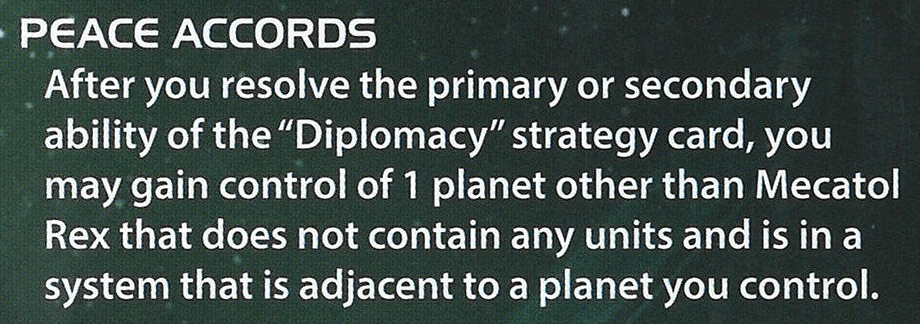 PEACE ACCORDS
After you resolve the primary or secondary
ability of the “Diplomacy” strategy card, you
may gain control of 1 planet other than Mecatol
Rex that does not contain any units and is in a
system that is adjacent to a planet you control.